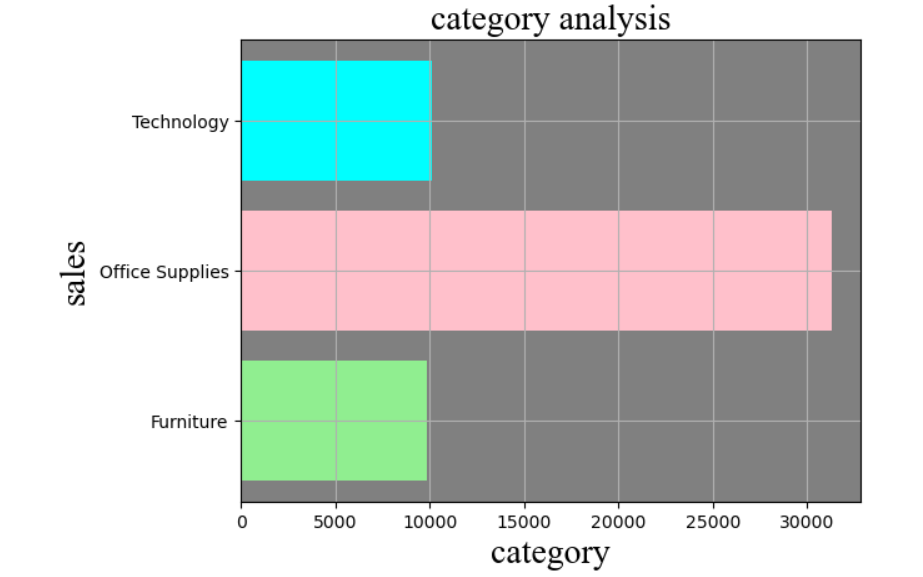 category analysis
Technology
sales
Office Supplies
Furniture
0 5000 10000 15000 20000 25000 30000
category